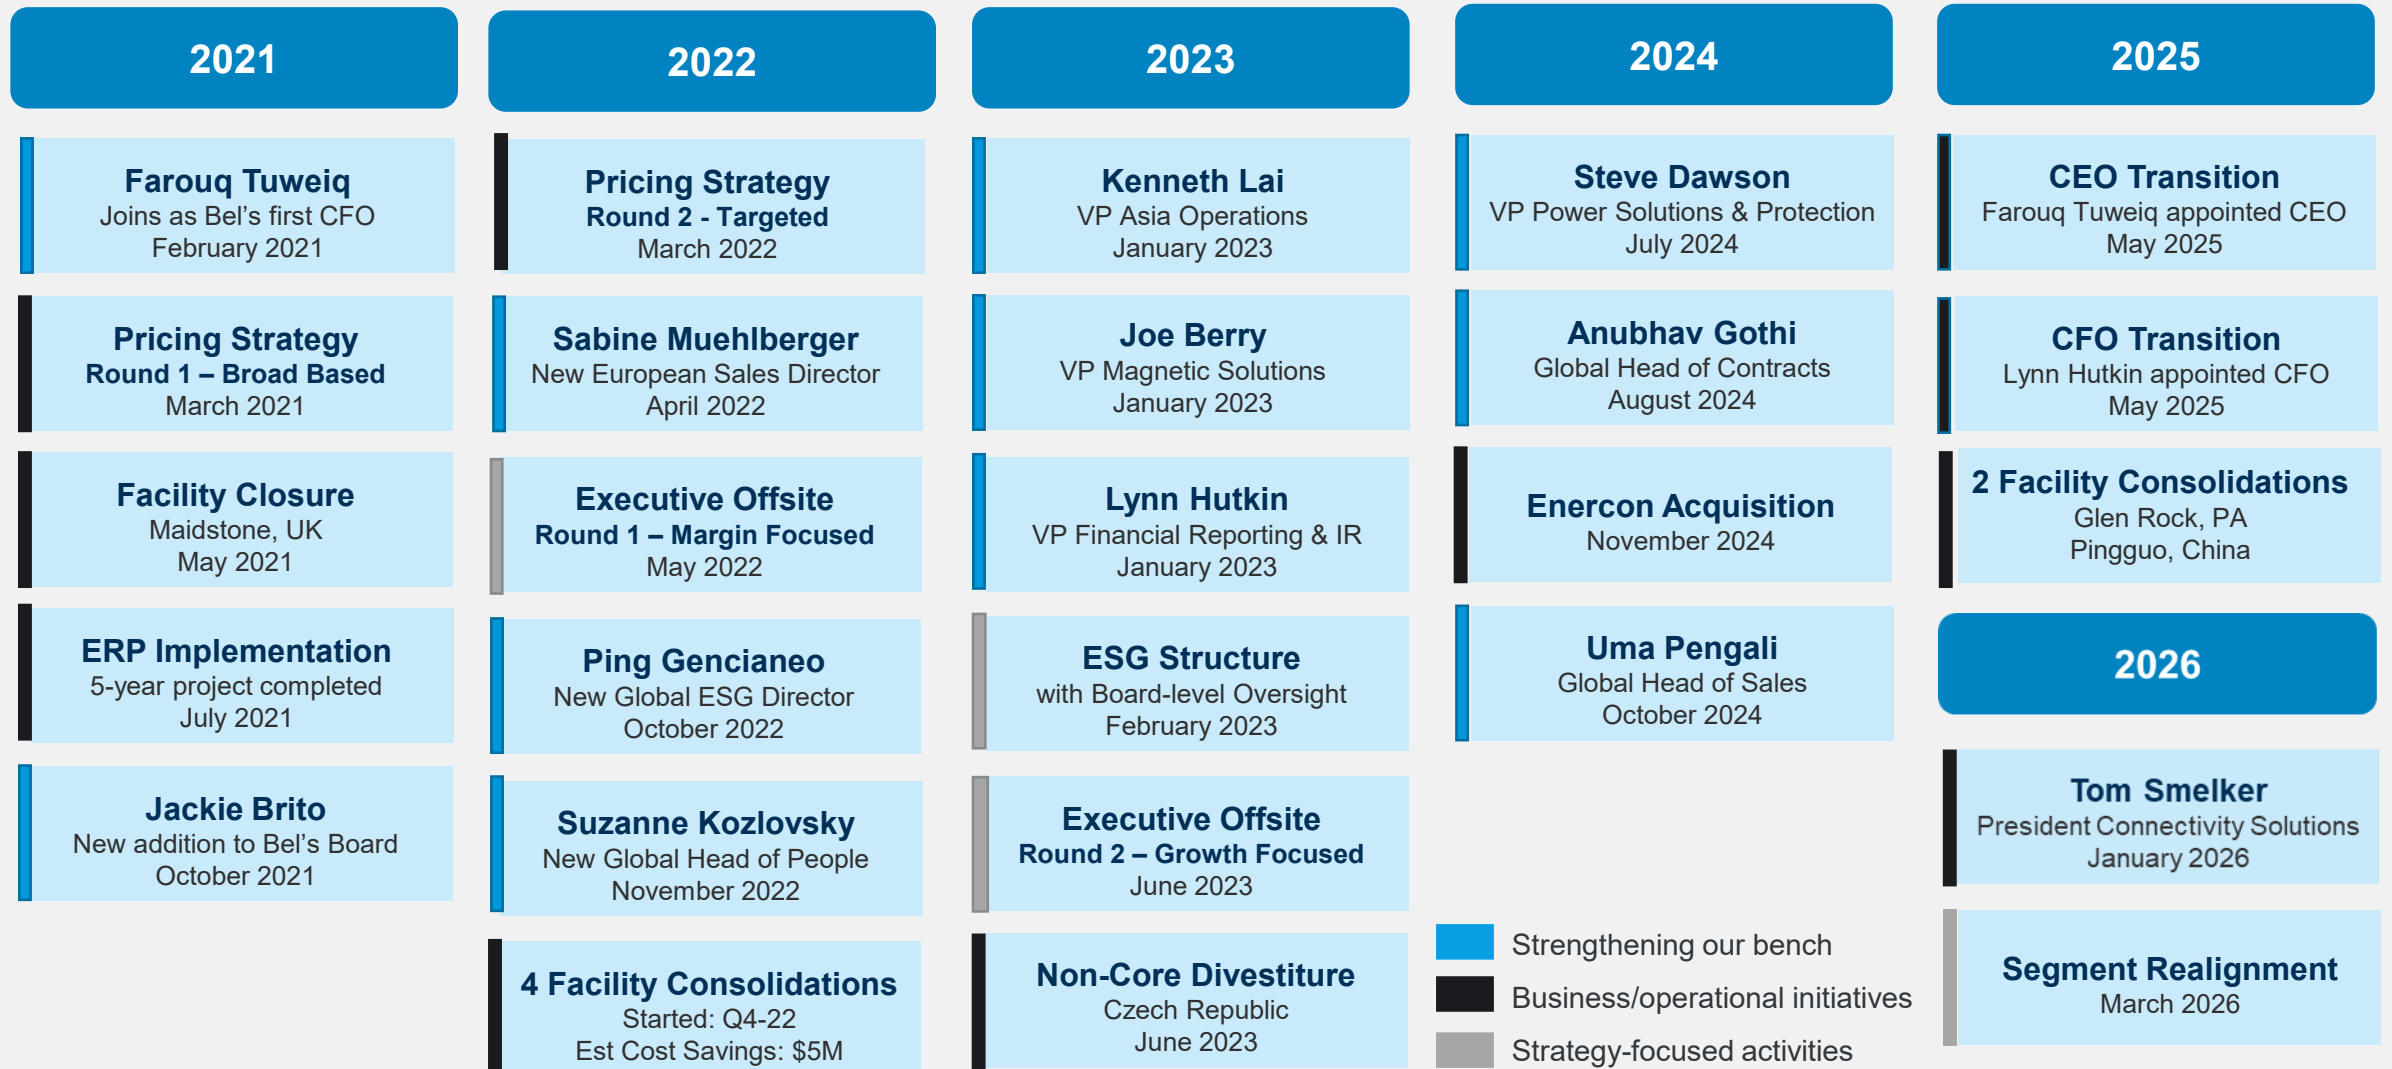 2021
Farouq Tuweiq
Joins as Bel’s first CFO
February 2021
Pricing Strategy
Round 1 – Broad Based
March 2021
Facility Closure
Maidstone, UK
May 2021
ERP Implementation
5-year project completed
July 2021
Jackie Brito
New addition to Bel’s Board
October 2021
2022
Pricing Strategy
Round 2 - Targeted
March 2022
Sabine Muehlberger
New European Sales Director
April 2022
Executive Offsite
Round 1 – Margin Focused
May 2022
Ping Gencianeo
New Global ESG Director
October 2022
Suzanne Kozlovsky
New Global Head of People
November 2022
4 Facility Consolidations
Started: Q4-22
Est Cost Savings: $5M
2023
Kenneth Lai
VP Asia Operations
January 2023
Joe Berry
VP Magnetic Solutions
January 2023
Lynn Hutkin
VP Financial Reporting & IR
January 2023
ESG Structure
with Board-level Oversight
February 2023
Executive Offsite
Round 2 – Growth Focused
June 2023
Non-Core Divestiture
Czech Republic
June 2023
2024
Steve Dawson
VP Power Solutions & Protection
July 2024
Anubhav Gothi
Global Head of Contracts
August 2024
Enercon Acquisition
November 2024
Uma Pengali
Global Head of Sales
October 2024
2025
CEO Transition
Farouq Tuweiq appointed CEO
May 2025
CFO Transition
Lynn Hutkin appointed CFO
May 2025
2 Facility Consolidations
Glen Rock, PA
Pingguo, China
2026
Tom Smelker
President Connectivity Solutions
January 2026
Segment Realignment
March 2026
Strengthening our bench
Business/operational initiatives
Strategy-focused activities